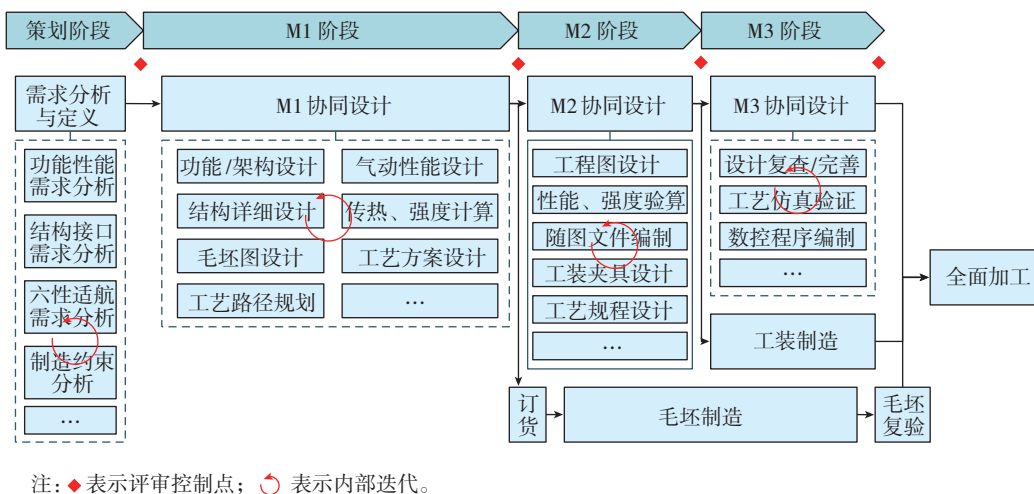 策划阶段
M1 阶段
M2 阶段
M3 阶段
需求分析
与定义
M1 协同设计
M2 协同设计
M3 协同设计
功能性能
需求分析
结构接口
需求分析
六性适航
需求分析
制造约束
分析
…
功能/架构设计
气动性能设计
结构详细设计
传热、强度计算
毛坯图设计
工艺方案设计
工艺路径规划
…
工程图设计
性能、强度验算
随图文件编制
工装夹具设计
工艺规程设计
…
设计复查/完善
工艺仿真验证
数控程序编制
…
工装制造
全面加工
订
货
毛坯制造
毛坯
复验
注: ◆ 表示评审控制点; 表示内部迭代。